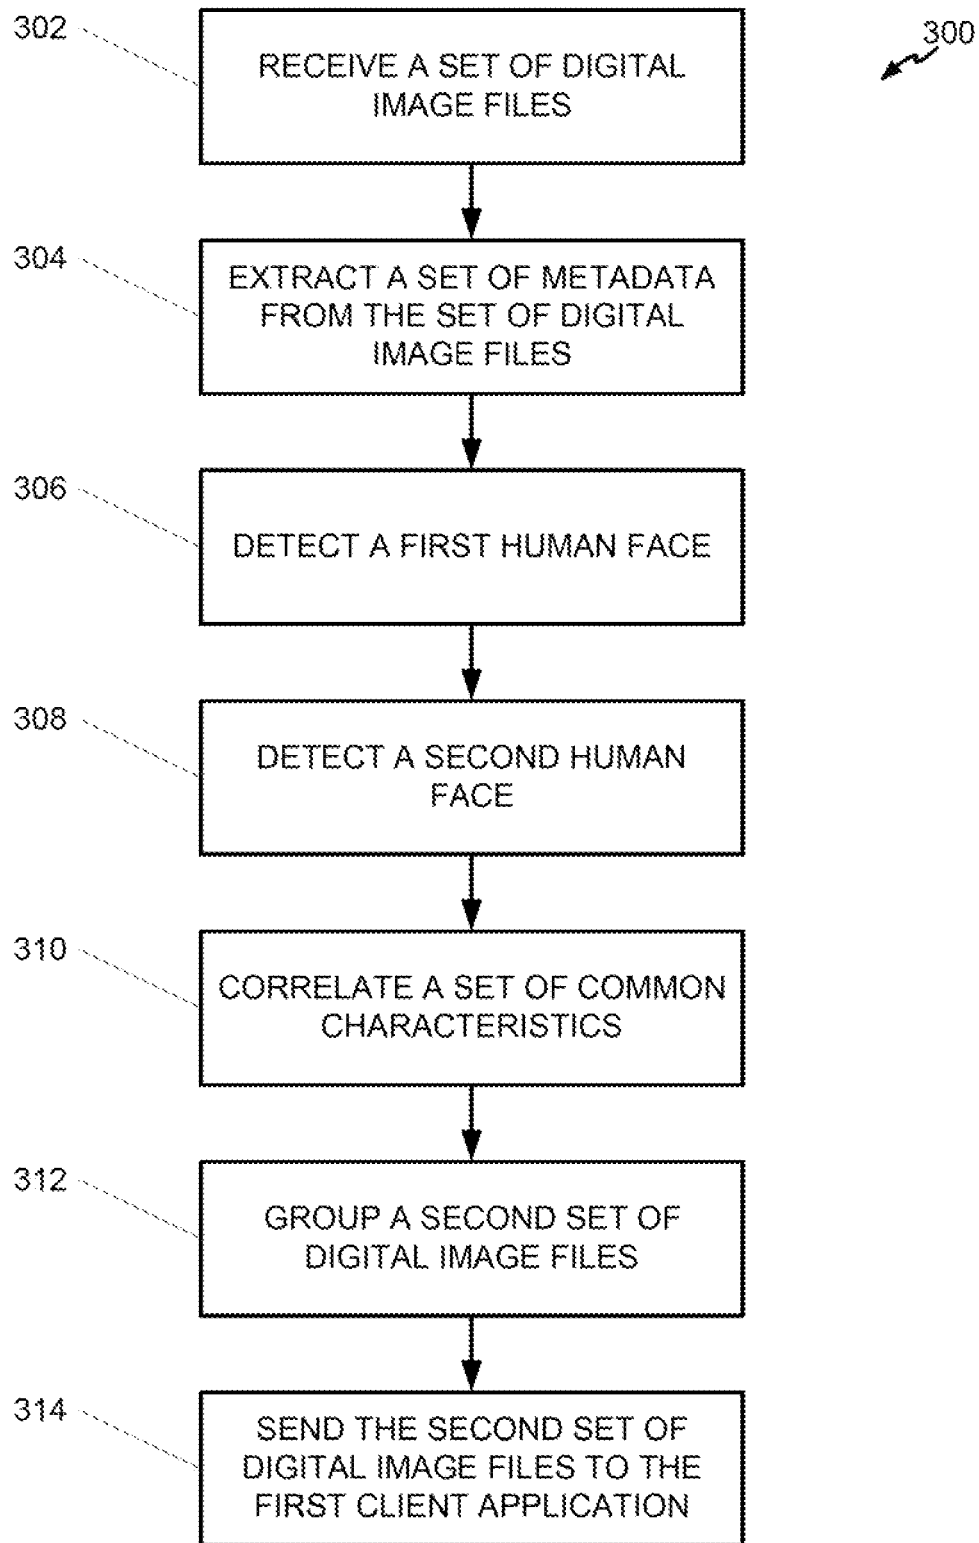 302
300
RECEIVE A SET OF DIGITAL
IMAGE FILES
304
EXTRACT A SET OF METADATA
FROM THE SET OF DIGITAL
IMAGE FILES
306
DETECT A FIRST HUMAN FACE
308
DETECT A SECOND HUMAN
FACE
310
CORRELATE A SET OF COMMON
CHARACTERISTICS
312
GROUP A SECOND SET OF
DIGITAL IMAGE FILES
314
SEND THE SECOND SET OF
DIGITAL IMAGE FILES TO THE
FIRST CLIENT APPLICATION